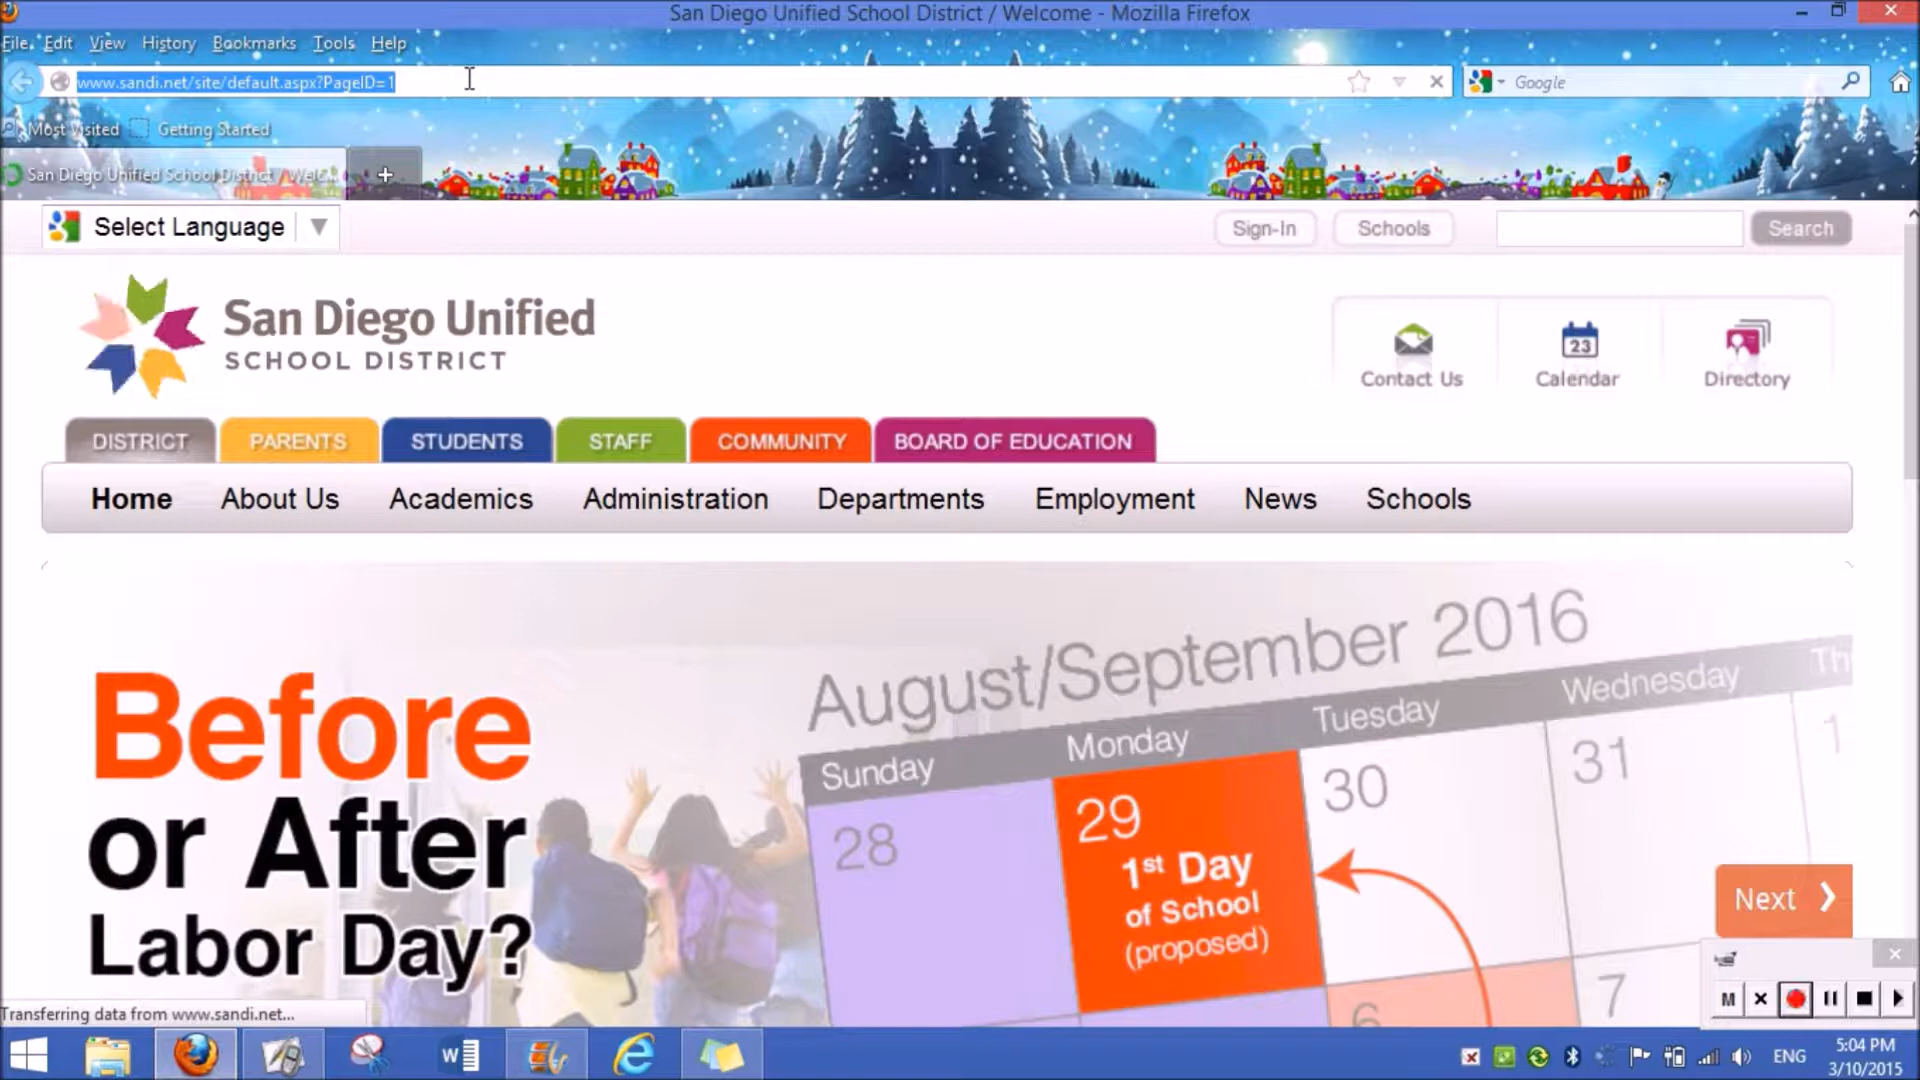 San Diego Unified School District / Welcome - Mozilla Firefox
File Edit View History Bookmarks Tools Help
www.sandi.net/site/default.aspx?PageID=1
Google
Most Visited Getting Started
San Diego Unified School District / Welc...
Select Language
Sign-In Schools Search
San Diego Unified
SCHOOL DISTRICT
23
Contact Us Calendar Directory
DISTRICT PARENTS STUDENTS STAFF COMMUNITY BOARD OF EDUCATION
Home About Us Academics Administration Departments Employment News Schools
August/September 2016
Sunday Monday Tuesday Wednesday Th
28 29 30 31 1
1st Day
of School
(proposed)
6 7
Before
or After
Labor Day?
Next
M
Transferring data from www.sandi.net...
W
ENG
5:04 PM
3/10/2015